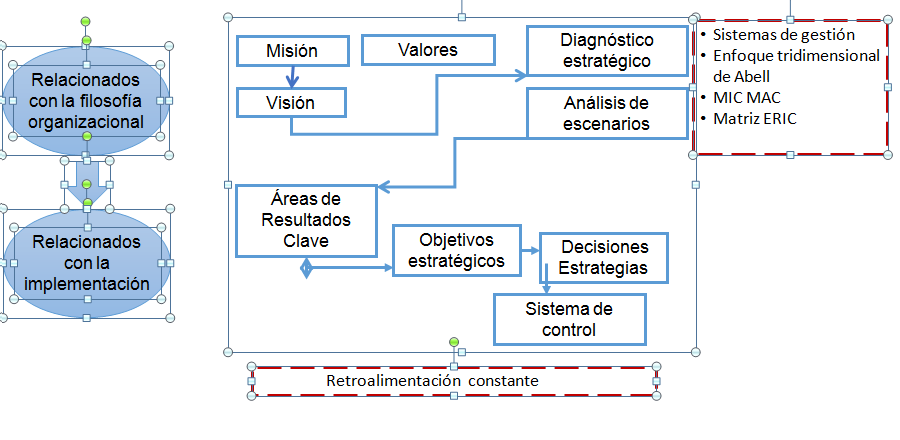 Relacionados
con la filosofía
organizacional
Relacionados
con la
implementación
Misión
Valores
Diagnóstico
estratégico
Visión
Análisis de
escenarios
Áreas de
Resultados
Clave
Objetivos
estratégicos
Decisiones
Estrategias
Sistema de
control
• Sistemas de gestión
• Enfoque tridimensional
de Abell
• MIC MAC
• Matriz ERIC
Retroalimentación constante